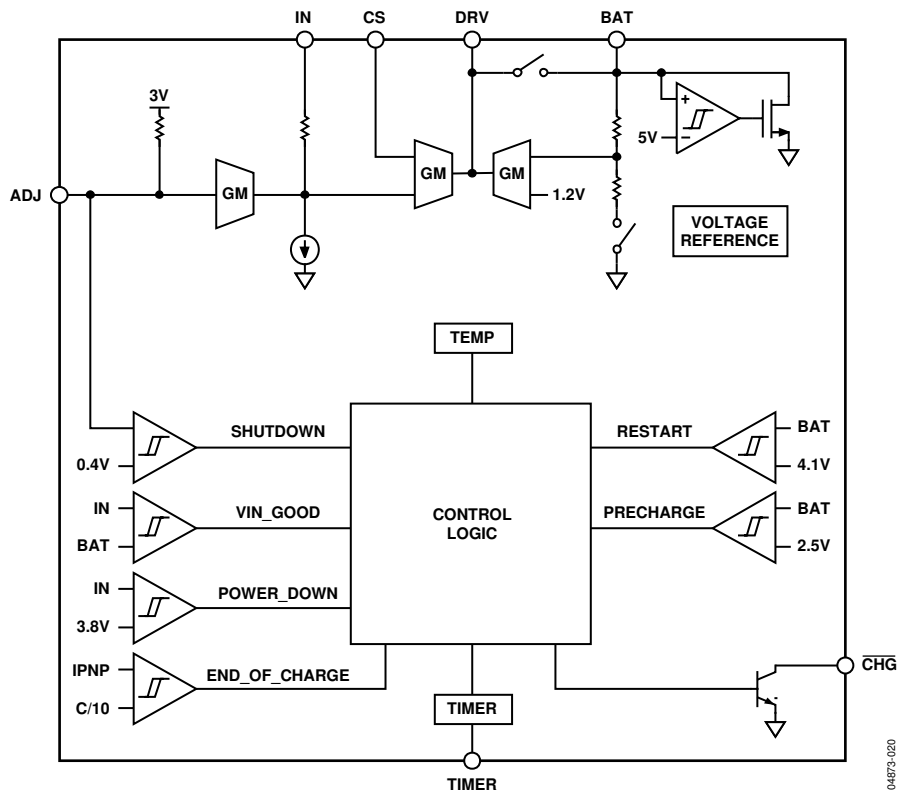 IN CS DRV BAT
3V
+
5V
−
ADJ
GM
GM
GM
1.2V
VOLTAGE
REFERENCE
TEMP
SHUTDOWN
0.4V
RESTART
BAT
4.1V
IN
VIN_GOOD
BAT
CONTROL
LOGIC
PRECHARGE
BAT
2.5V
IN
POWER_DOWN
3.8V
IPNP
END_OF_CHARGE
C/10
TIMER
CHG
TIMER
04873-020